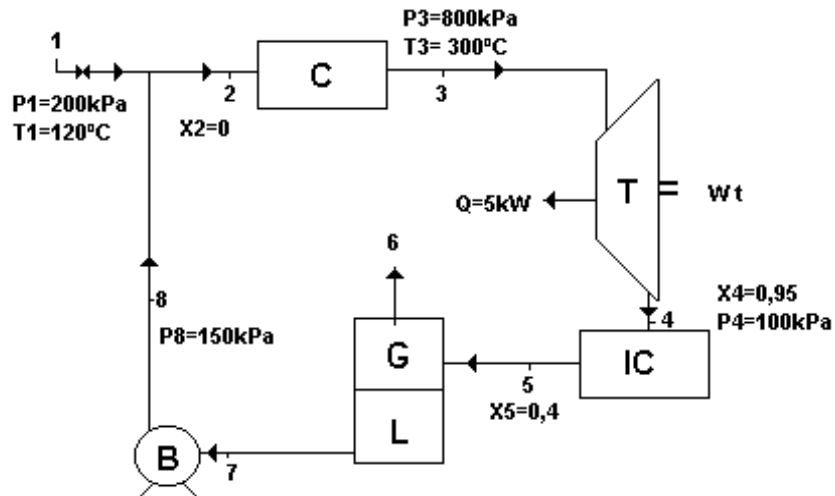 1
P1=200kPa
T1=120ºC
2
X2=0
C
P3=800kPa
T3= 300ºC
3
Q=5kW
T
Wt
X4=0,95
P4=100kPa
4
IC
5
X5=0,4
6
G
L
7
B
8
P8=150kPa